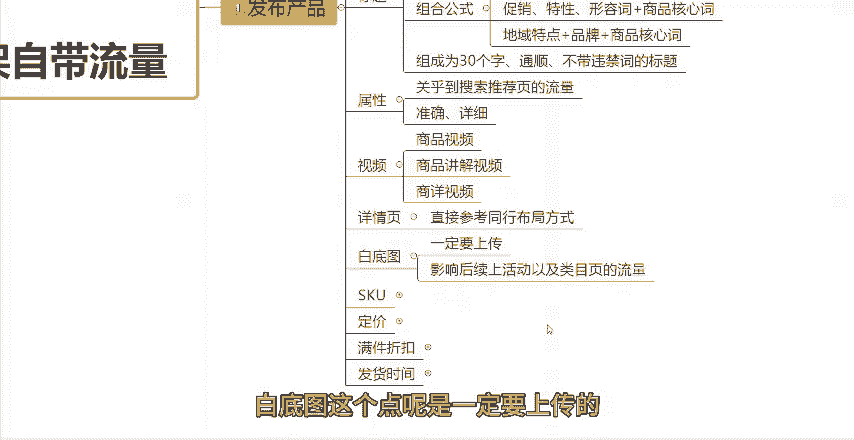 1.发布产品
组合公式
促销、特性、形容词+商品核心词
地域特点+品牌+商品核心词
组成为30个字、通顺、不带违禁词的标题
自带流量
属性
关乎到搜索推荐页的流量
准确、详细
视频
商品视频
商品讲解视频
商详视频
详情页
直接参考同行布局方式
白底图
一定要上传
影响后续上活动以及类目页的流量
SKU
定价
满件折扣
发货时间
白底图这个点呢是一定要上传的